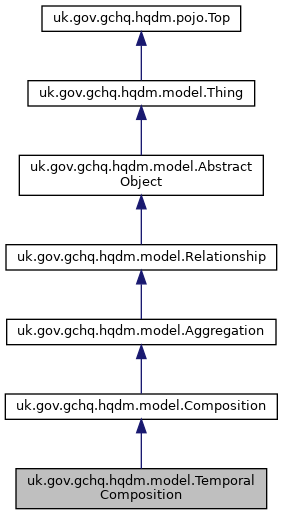 uk.gov.gchq.hqdm.pojo.Top
uk.gov.gchq.hqdm.model.Thing
uk.gov.gchq.hqdm.model.Abstract
Object
uk.gov.gchq.hqdm.model.Relationship
uk.gov.gchq.hqdm.model.Aggregation
uk.gov.gchq.hqdm.model.Composition
uk.gov.gchq.hqdm.model.Temporal
Composition